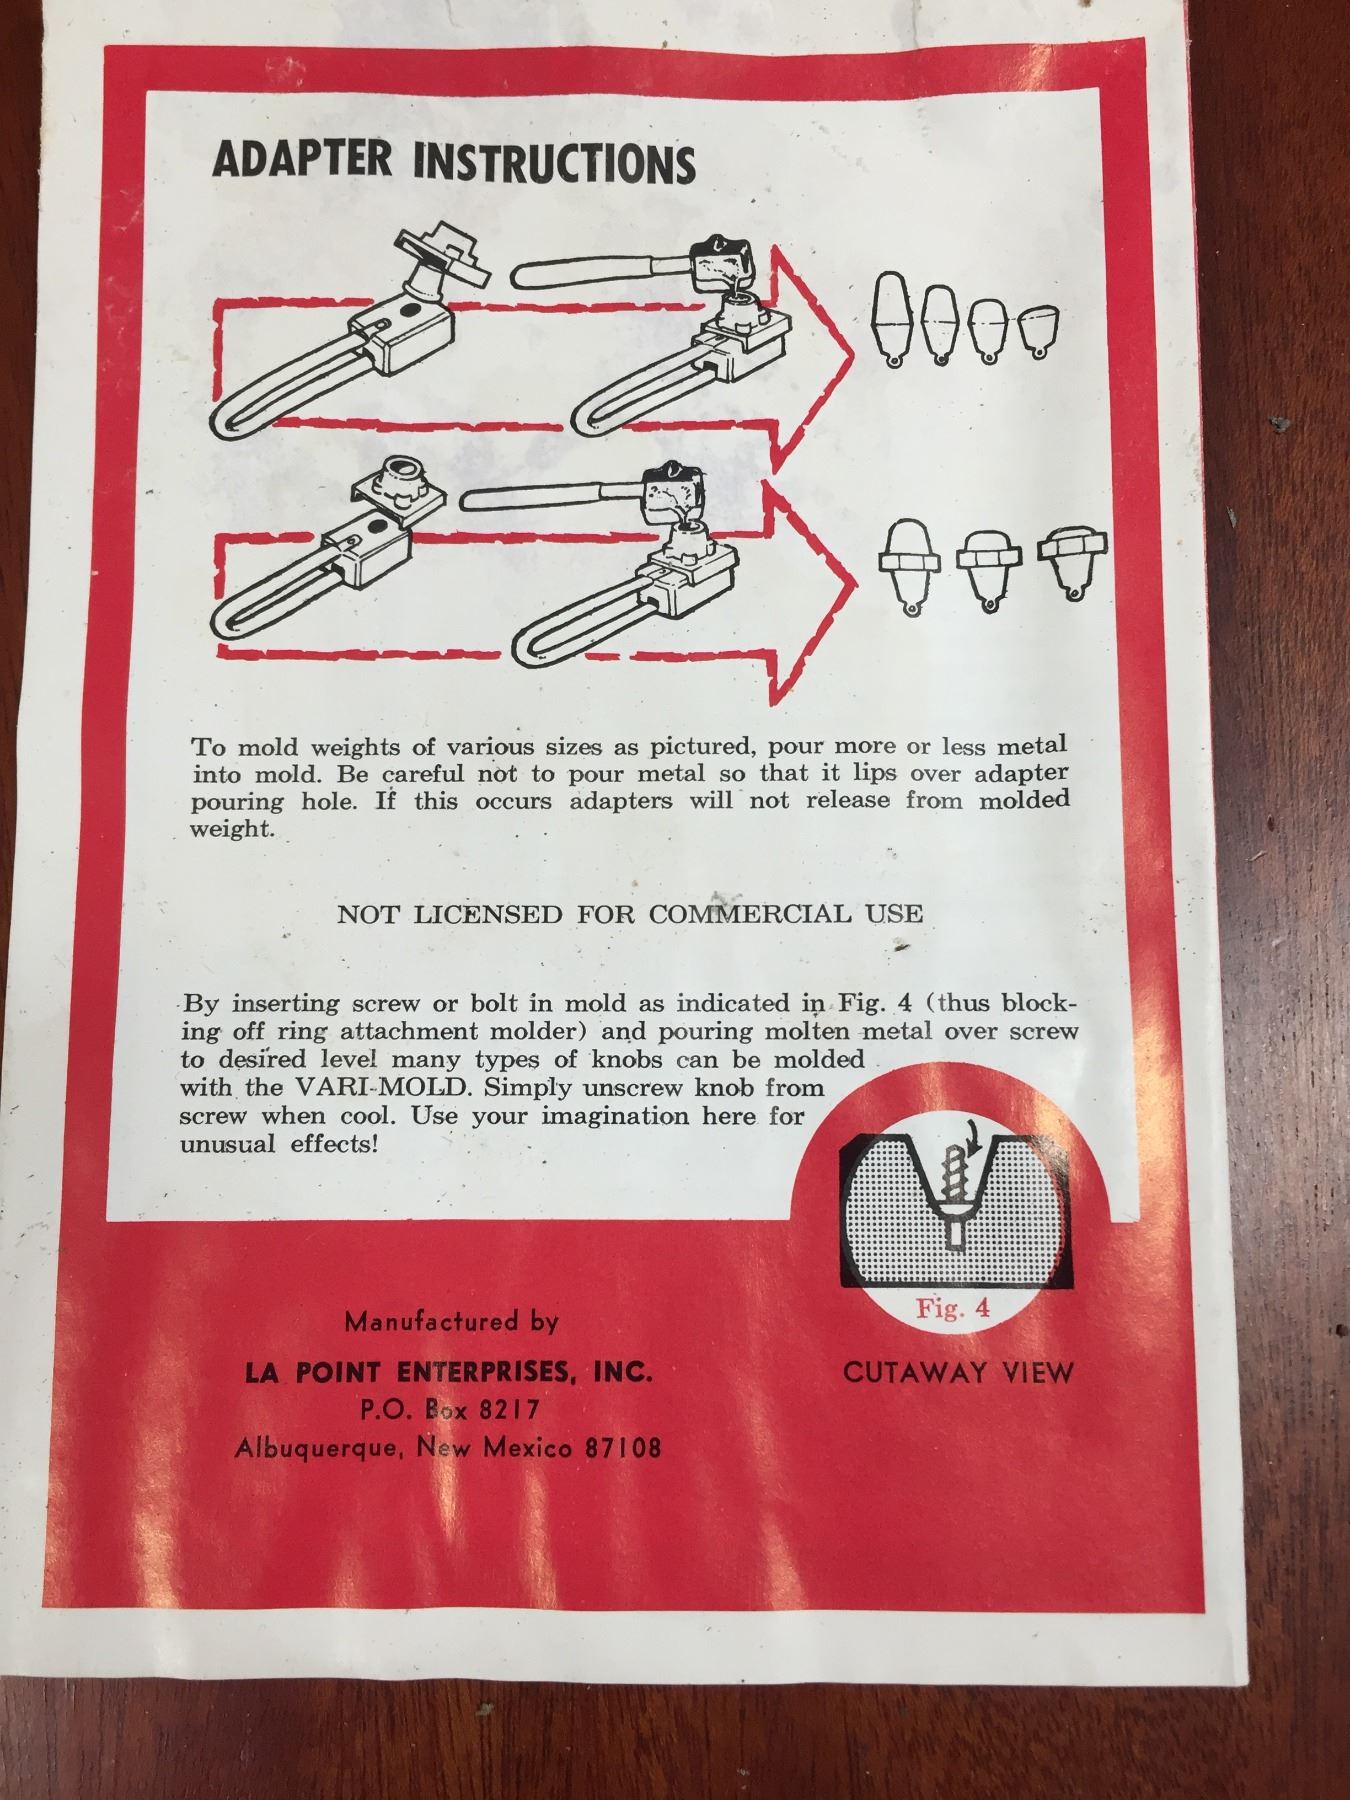 ADAPTER INSTRUCTIONS
To mold weights of various sizes as pictured, pour more or less metal
into mold. Be careful not to pour metal so that it lips over adapter
pouring hole. If this occurs adapters will not release from molded
weight.
NOT LICENSED FOR COMMERCIAL USE
By inserting screw or bolt in mold as indicated in Fig. 4 (thus block-
ing off ring attachment molder) and pouring molten metal over screw
to desired level many types of knobs can be molded
with the VARI-MOLD. Simply unscrew knob from
screw when cool. Use your imagination here for
unusual effects!
Fig. 4
CUTAWAY VIEW
Manufactured by
LA POINT ENTERPRISES, INC.
P.O. Box 8217
Albuquerque, New Mexico 87108